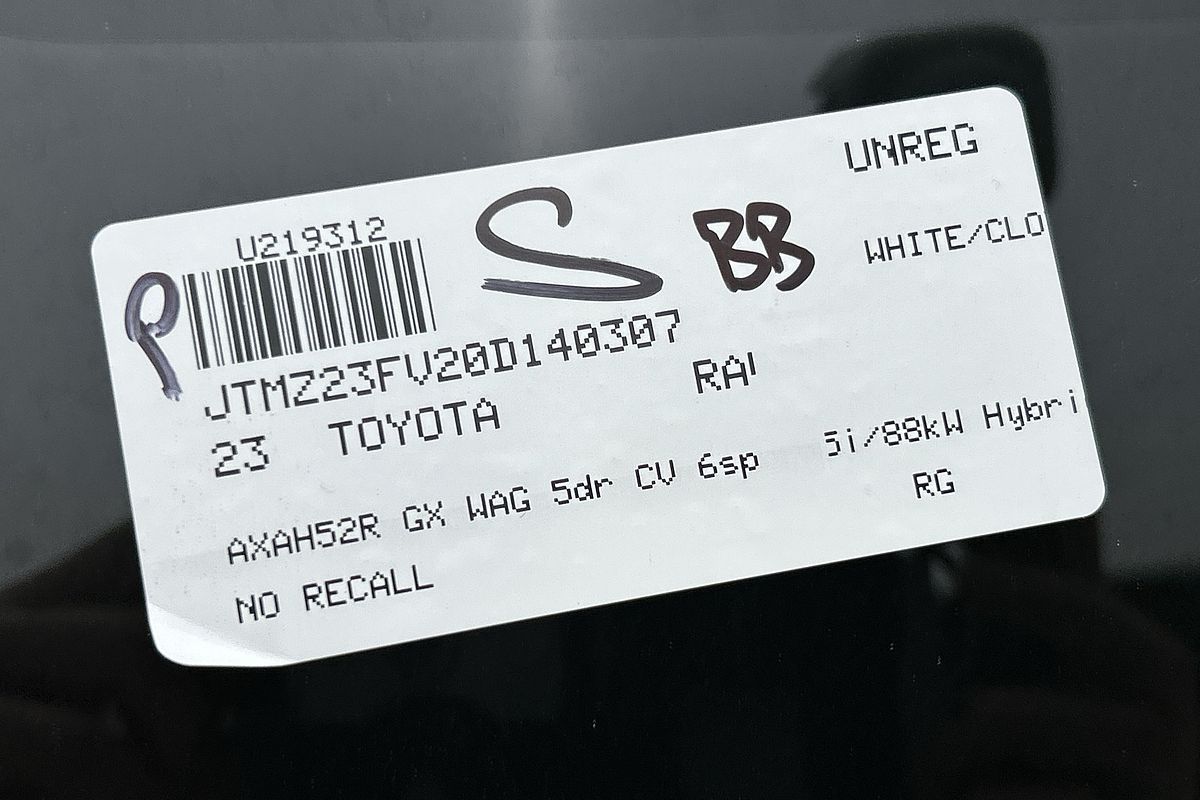 UNREG
U219312
S
BB
WHITE/CLO
P
JTMZ23FV20D140307
23 TOYOTA RA
AXAH52R GX WAG 5dr CV 6sp 5i/88kW Hybri
RG
NO RECALL